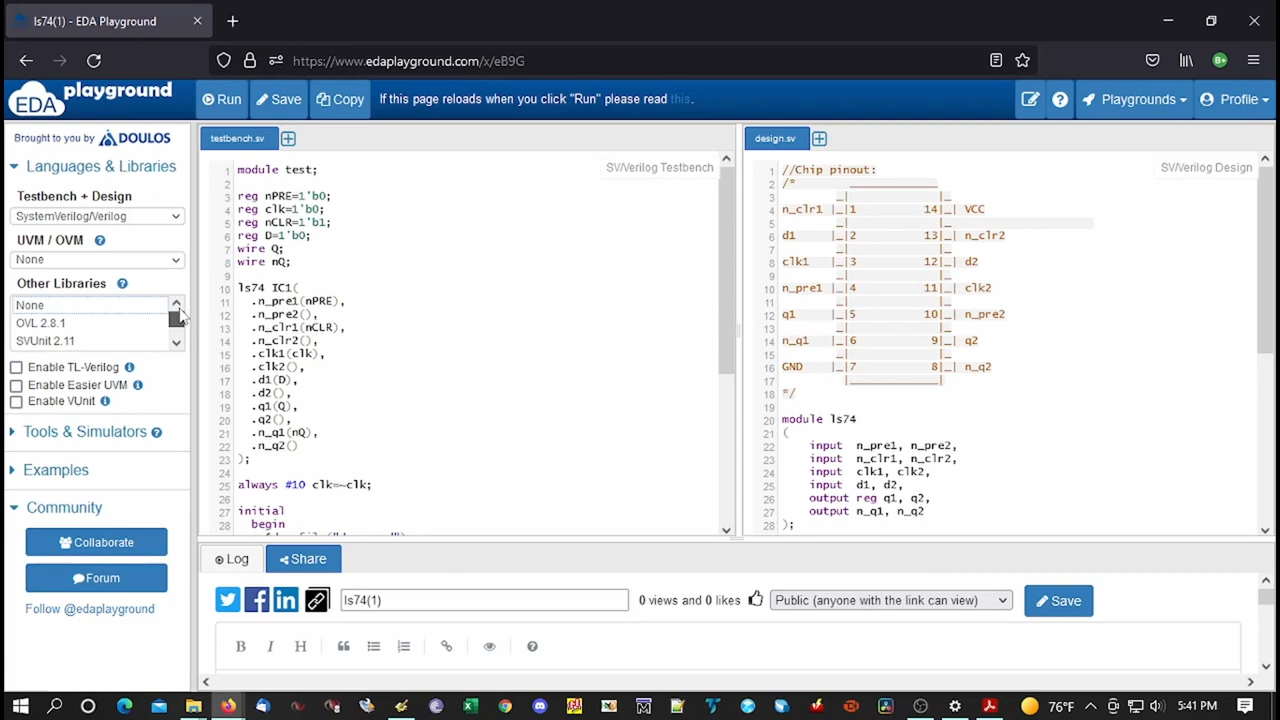 ls74(1) - EDA Playground
https://www.edaplayground.com/x/eB9G
EDA playground
Run
Save
Copy
If this page reloads when you click "Run" please read this.
Playgrounds
Profile
Brought to you by DOULOS
Languages & Libraries
Testbench + Design
SystemVerilog/Verilog
UVM / OVM
None
Other Libraries
None
OVL 2.8.1
SVUnit 2.11
Enable TL-Verilog
Enable Easier UVM
Enable VUnit
Tools & Simulators
Examples
Community
Collaborate
Forum
Follow @edaplayground
testbench.sv
SV/Verilog Testbench
1 module test;
2
3 reg nPRE=1'b0;
4 reg clk=1'b0;
5 reg nCLR=1'b1;
6 reg D=1'b0;
7 wire Q;
8 wire nQ;
9
10 ls74 IC1(
11 .n_pre1(nPRE),
12 .n_pre2(),
13 .n_clr1(nCLR),
14 .n_clr2(),
15 .clk1(clk),
16 .clk2(),
17 .d1(D),
18 .d2(),
19 .q1(Q),
20 .q2(),
21 .n_q1(nQ),
22 .n_q2()
23 );
24
25 always #10 clk=~clk;
26
27 initial
28 begin
design.sv
SV/Verilog Design
1 //Chip pinout:
2 /* ____________
3 _| |_
4 n_clr1 |_|1 14|_| VCC
5 _| |_
6 d1 |_|2 13|_| n_clr2
7 _| |_
8 clk1 |_|3 12|_| d2
9 _| |_
10 n_pre1 |_|4 11|_| clk2
11 _| |_
12 q1 |_|5 10|_| n_pre2
13 _| |_
14 n_q1 |_|6 9|_| q2
15 _| |_
16 GND |_|7 8|_| n_q2
17 |____________|
18 */
19
20 module ls74
21 (
22 input n_pre1, n_pre2,
23 input n_clr1, n_clr2,
24 input clk1, clk2,
25 input d1, d2,
26 output reg q1, q2,
27 output n_q1, n_q2
28 );
Log
Share
ls74(1)
0 views and 0 likes
Public (anyone with the link can view)
Save
B I H
76°F
5:41 PM